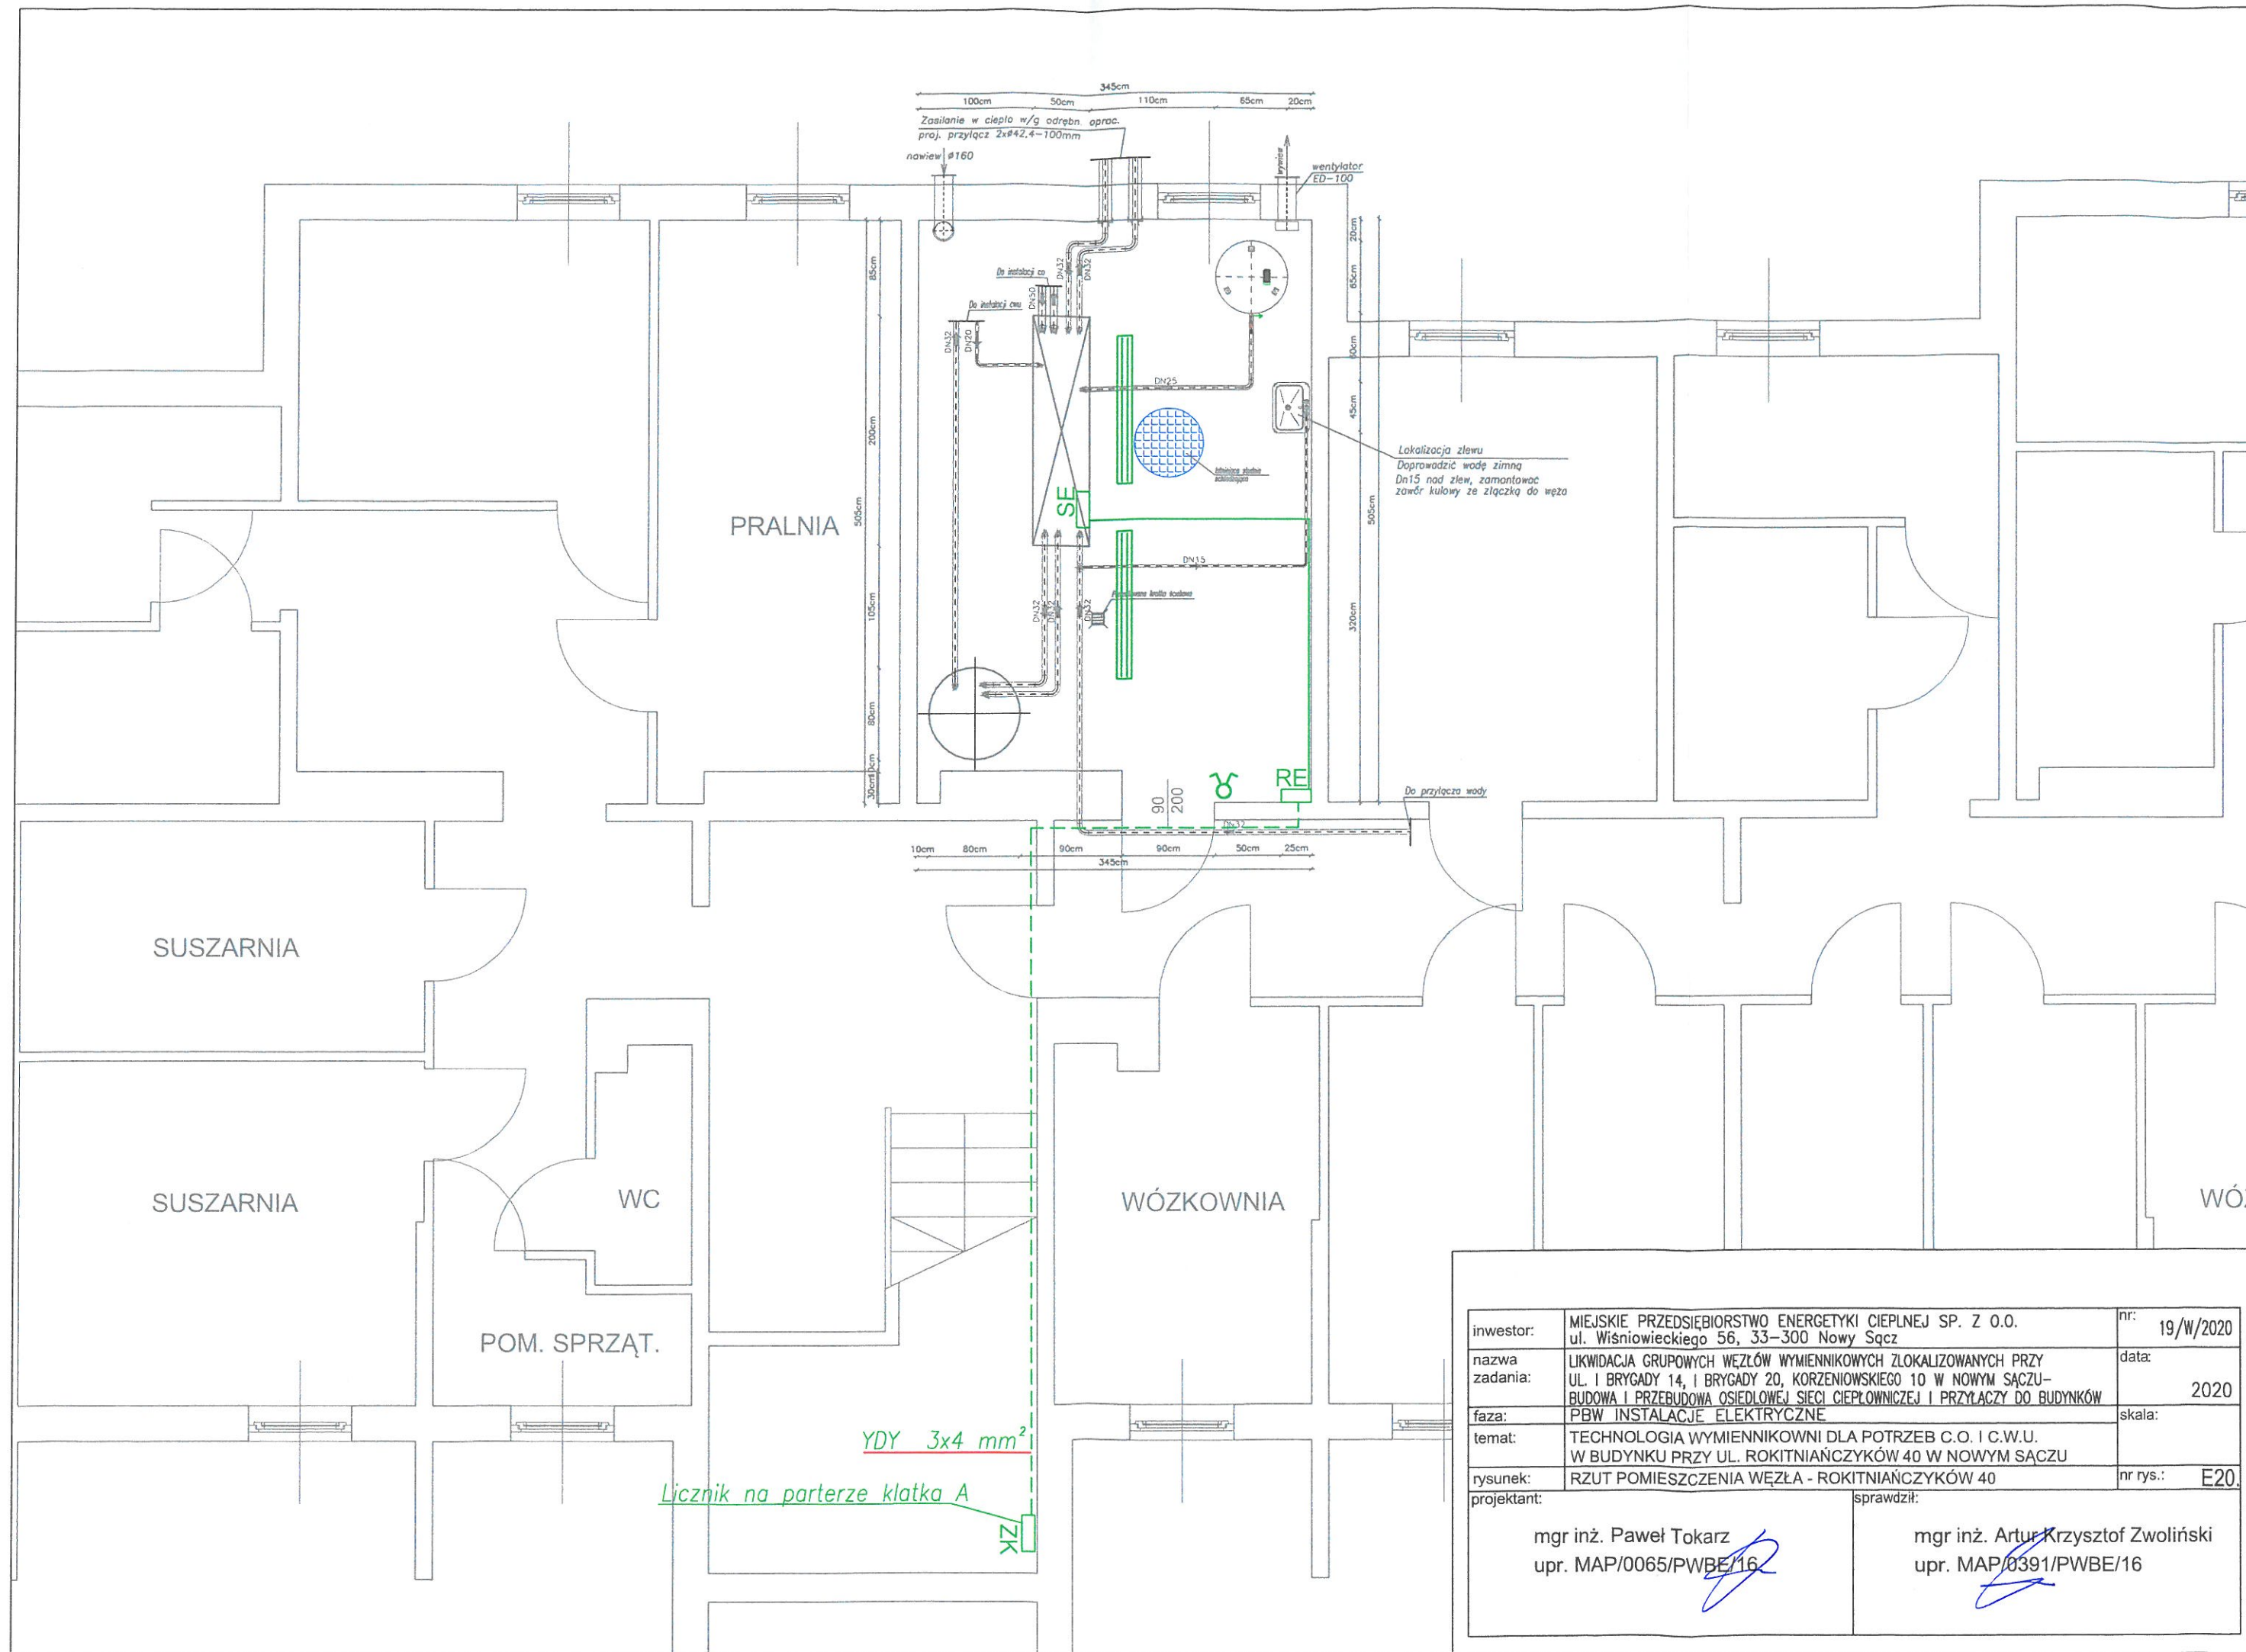 345cm
100cm
50cm
110cm
65cm
20cm
Zasilanie w ciepło w/g odrębn. oprac.
proj. przyłącz 2xø42,4-100mm
nawiew ø160
wywiew
wentylator
ED-100
85cm
200cm
505cm
105cm
80cm
30cm
20cm
65cm
60cm
45cm
505cm
320cm
Do instalacji co
Do instalacji cwu
DN50
DN32
DN32
DN32
DN20
DN25
SE
Lokalizacja zlewu
Doprowadzić wodę zimną
Dn15 nad zlew, zamontować
zawór kulowy ze złączką do węża
PRALNIA
DN15
DN32
DN32
DN32
RE
90
200
Do przyłącza wody
Dn32
10cm
80cm
90cm
90cm
50cm
25cm
345cm
SUSZARNIA
SUSZARNIA
WC
WÓZKOWNIA
WÓZ
POM. SPRZĄT.
YDY 3x4 mm²
Licznik na parterze klatka A
ZK
inwestor:
MIEJSKIE PRZEDSIĘBIORSTWO ENERGETYKI CIEPLNEJ SP. Z O.O.
ul. Wiśniowieckiego 56, 33-300 Nowy Sącz
nr:
19/W/2020
nazwa
zadania:
LIKWIDACJA GRUPOWYCH WĘZŁÓW WYMIENNIKOWYCH ZLOKALIZOWANYCH PRZY
UL. I BRYGADY 14, I BRYGADY 20, KORZENIOWSKIEGO 10 W NOWYM SĄCZU-
BUDOWA I PRZEBUDOWA OSIEDLOWEJ SIECI CIEPŁOWNICZEJ I PRZYŁĄCZY DO BUDYNKÓW
data:
2020
faza:
PBW INSTALACJE ELEKTRYCZNE
skala:
temat:
TECHNOLOGIA WYMIENNIKOWNI DLA POTRZEB C.O. I C.W.U.
W BUDYNKU PRZY UL. ROKITNIAŃCZYKÓW 40 W NOWYM SĄCZU
rysunek:
RZUT POMIESZCZENIA WĘZŁA - ROKITNIAŃCZYKÓW 40
nr rys.:
E20.
projektant:
mgr inż. Paweł Tokarz
upr. MAP/0065/PWBE/16
sprawdził:
mgr inż. Artur Krzysztof Zwoliński
upr. MAP/0391/PWBE/16